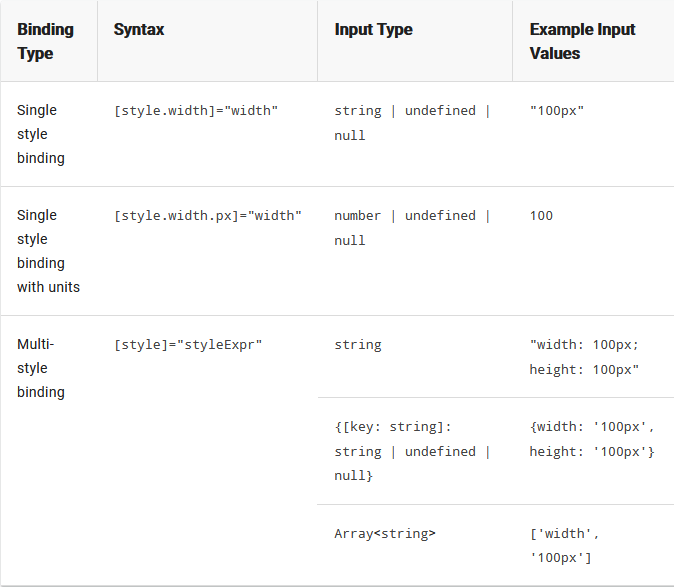 Binding Type
Syntax
Input Type
Example Input Values
Single style binding
[style.width]="width"
string | undefined | null
"100px"
Single style binding with units
[style.width.px]="width"
number | undefined | null
100
Multi-style binding
[style]="styleExpr"
string
"width: 100px; height: 100px"
{[key: string]: string | undefined | null}
{width: '100px', height: '100px'}
Array<string>
['width', '100px']